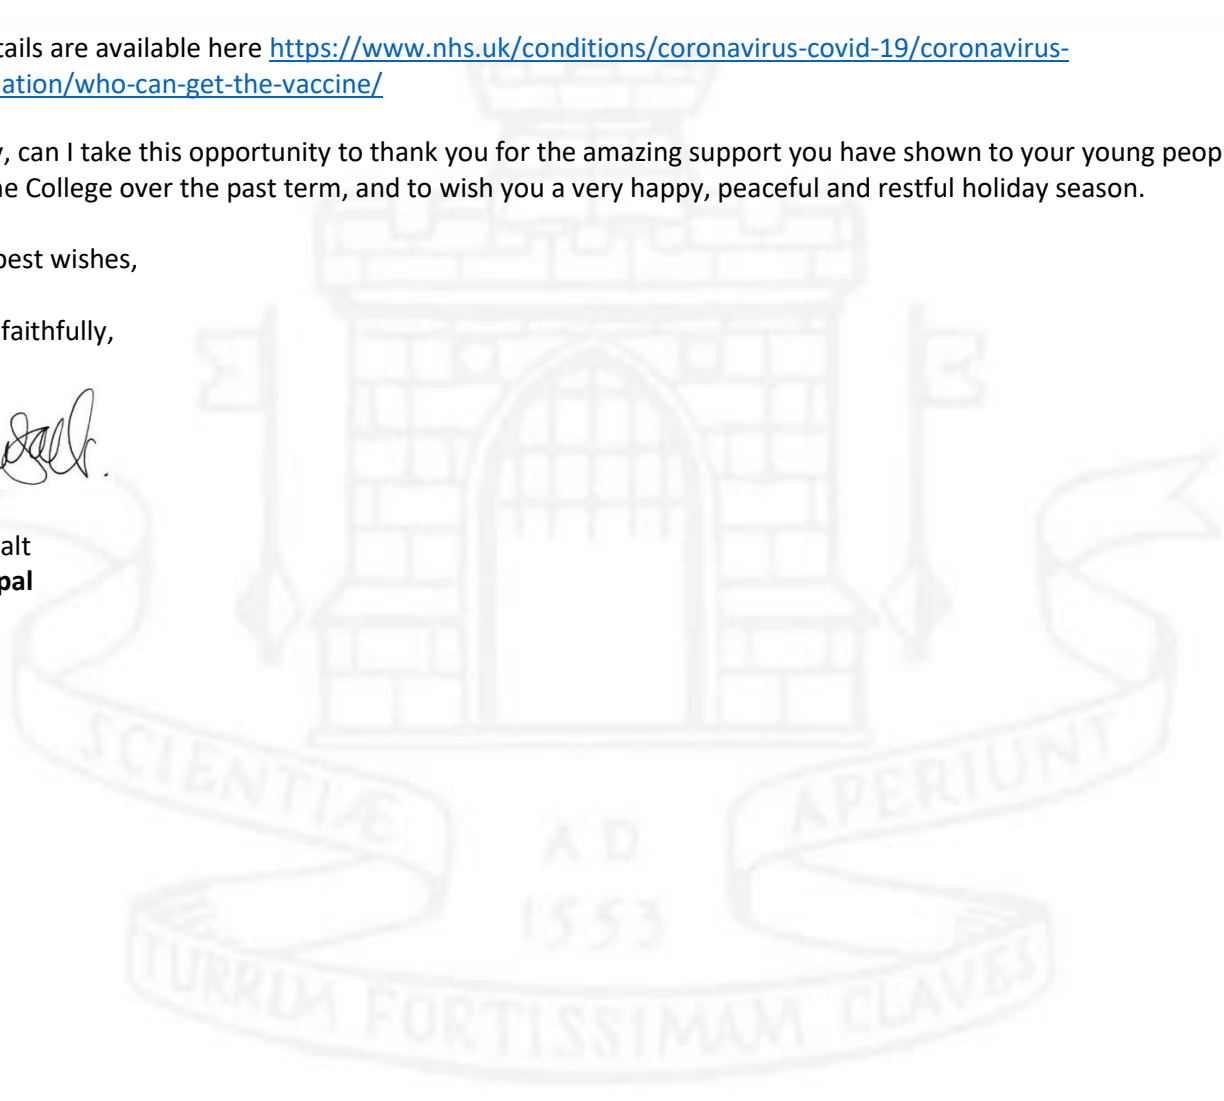 tails are available here https://www.nhs.uk/conditions/coronavirus-covid-19/coronavirus-
ation/who-can-get-the-vaccine/
, can I take this opportunity to thank you for the amazing support you have shown to your young peop
ne College over the past term, and to wish you a very happy, peaceful and restful holiday season.
best wishes,
faithfully,
alt
pal
SCIENTIÆ
APERIUNT
AD
1553
TURRIM FORTISSIMAM CLAVES